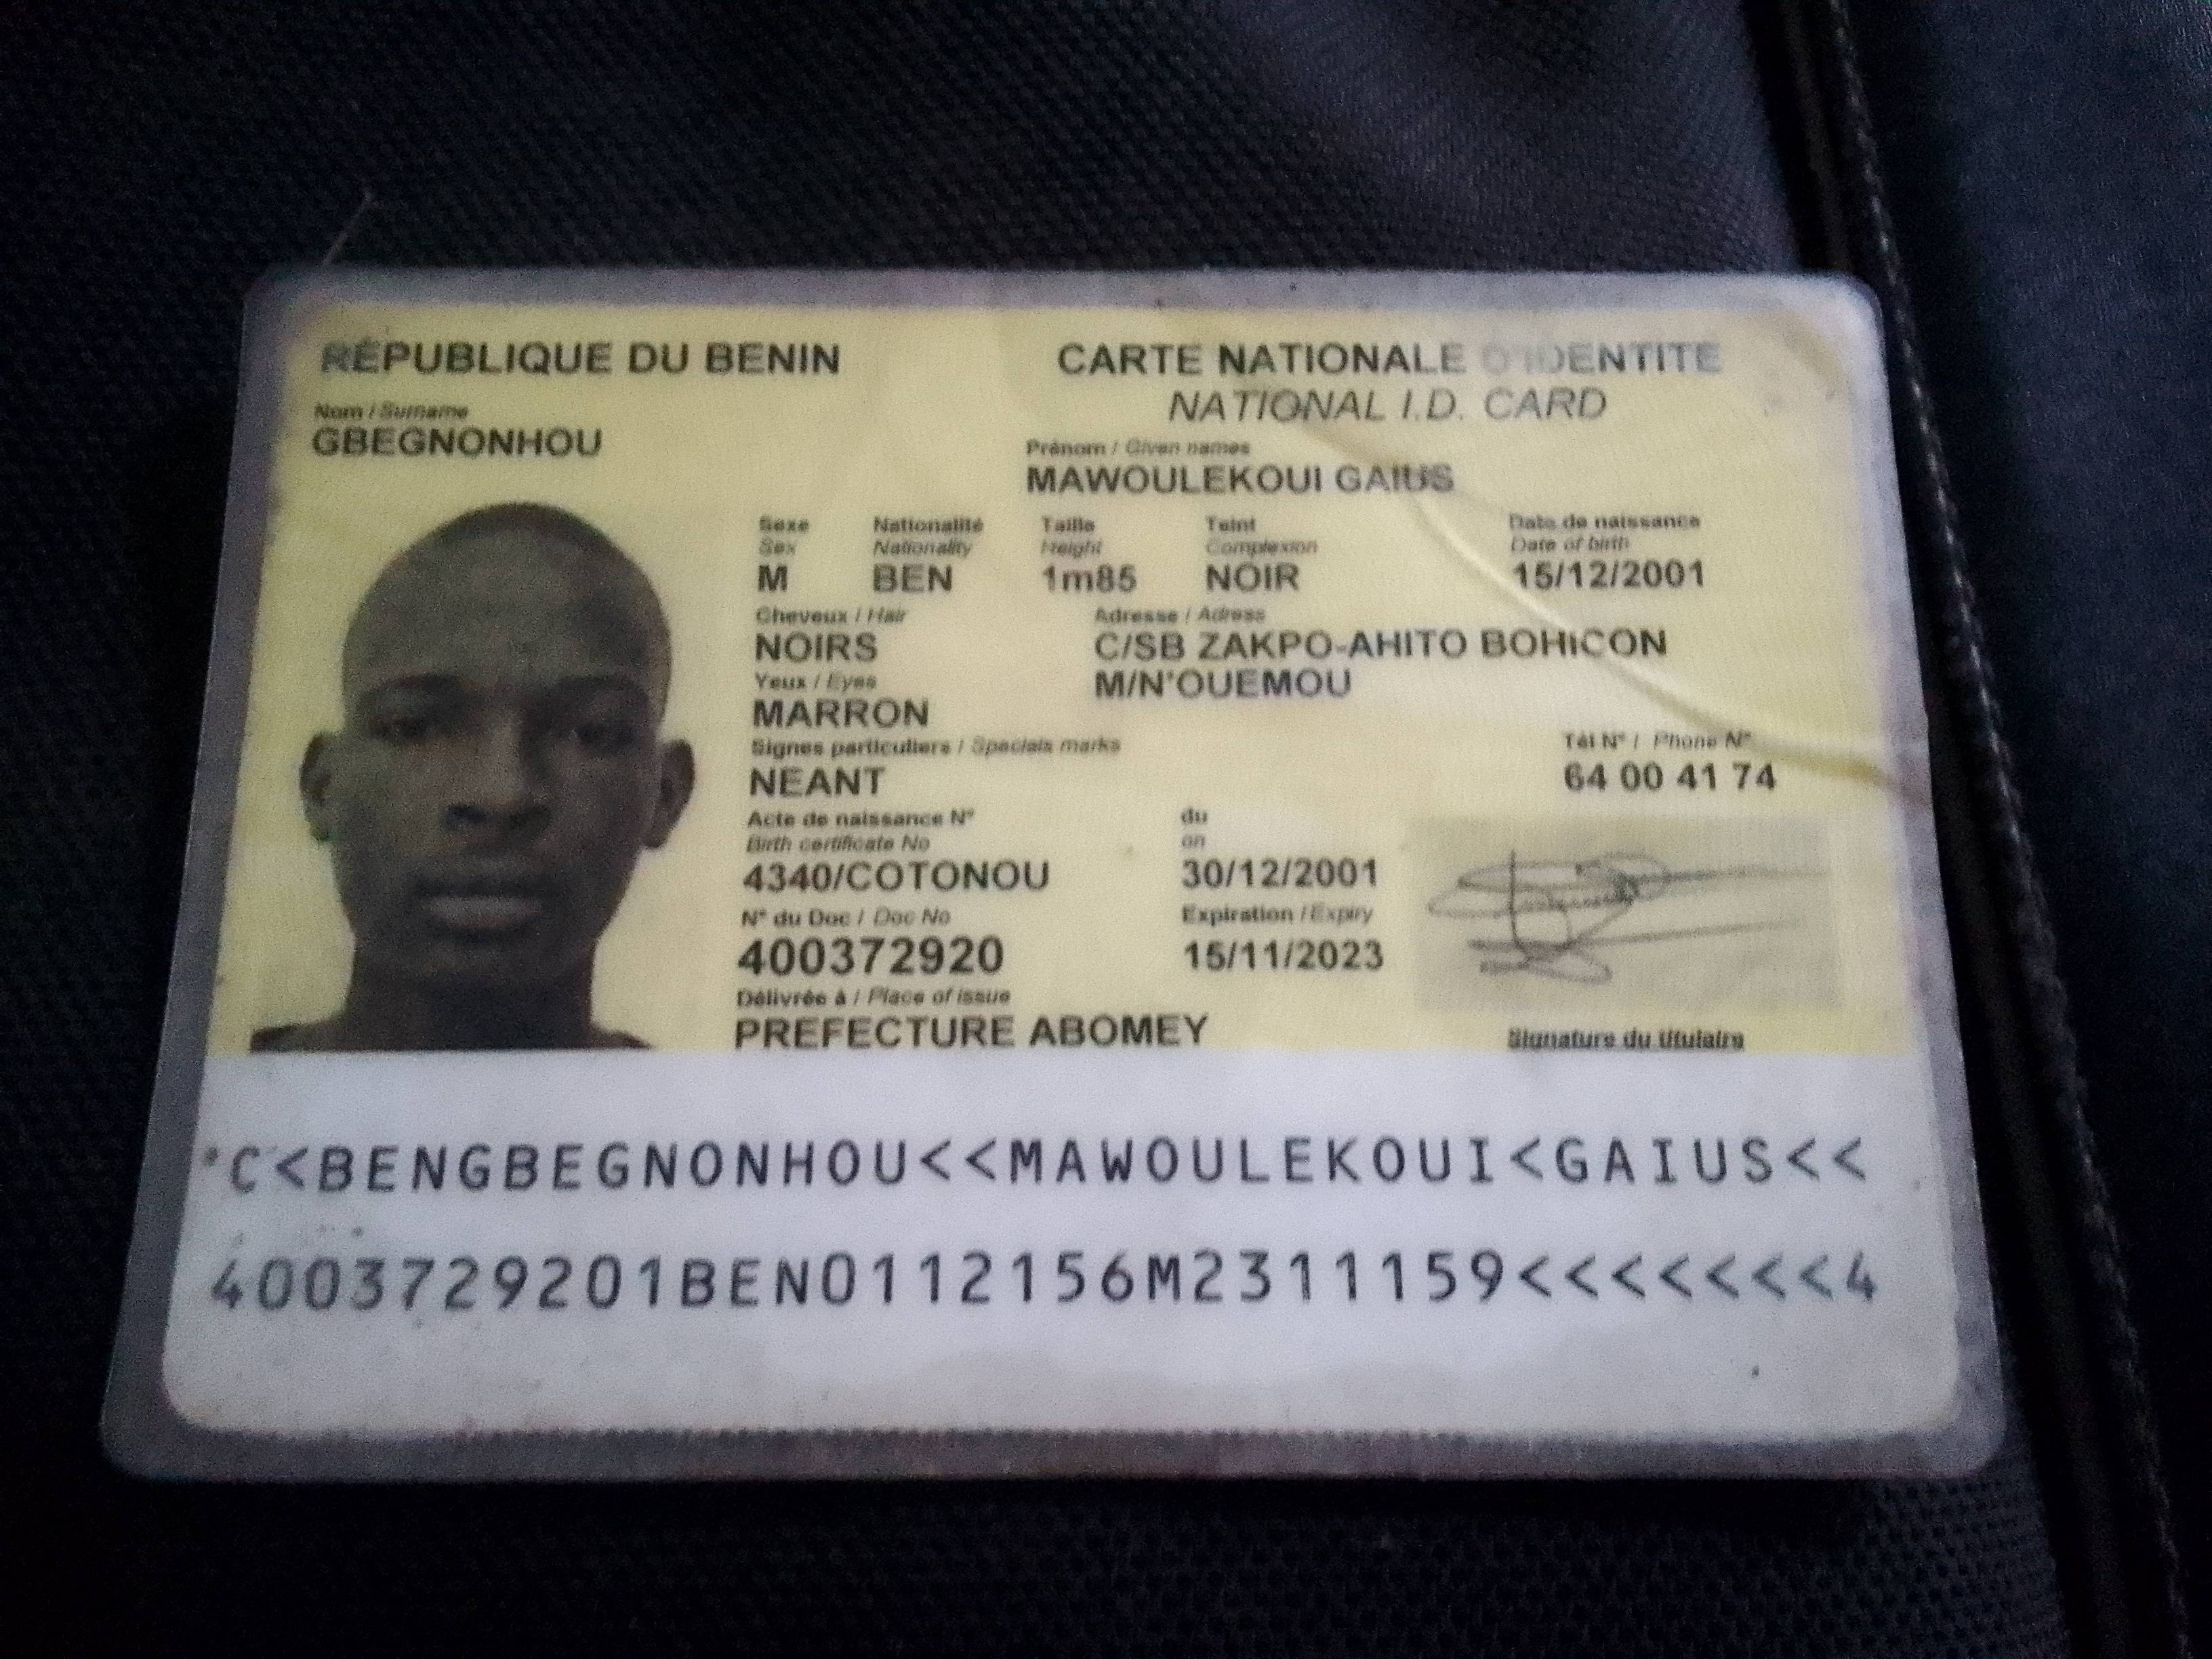 RÉPUBLIQUE DU BENIN
CARTE NATIONALE D'IDENTITE
NATIONAL I.D. CARD
Nom / Surname
GBEGNONHOU
Prénom / Given names
MAWOULEKOUI GAIUS
Sexe Nationalité Taille Teint Date de naissance
Sex Nationality Height Complexion Date of birth
M BEN 1m85 NOIR 15/12/2001
Cheveux / Hair Adresse / Adress
NOIRS C/SB ZAKPO-AHITO BOHICON
Yeux / Eyes M/N'OUEMOU
MARRON
Signes particuliers / Specials marks Tél N° / Phone N°
NEANT 64 00 41 74
Acte de naissance N° du
Birth certificate No on
4340/COTONOU 30/12/2001
N° du Doc / Doc No Expiration / Expiry
400372920 15/11/2023
Délivrée à / Place of issue
PREFECTURE ABOMEY
Signature du titulaire
*C<BENGBEGNONHOU<<MAWOULEKOUI<GAIUS<<
4003729201BEN0112156M2311159<<<<<<<4